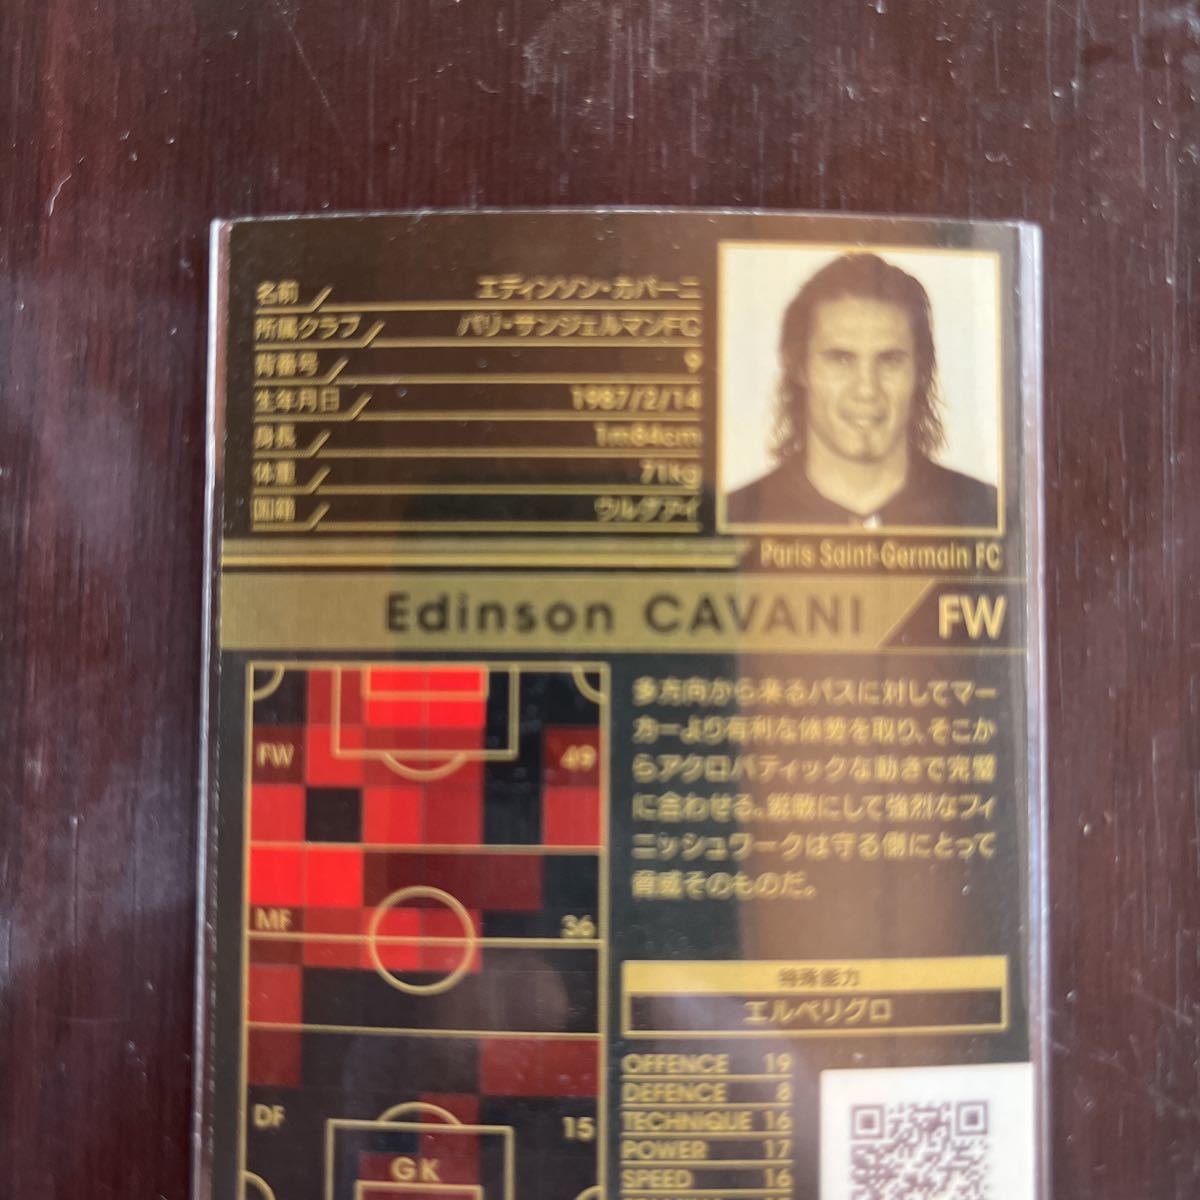 名前 エディンソン・カバーニ
所属クラブ パリ・サンジェルマンFC
背番号 9
生年月日 1987/2/14
身長 1m84cm
体重 71kg
国籍 ウルグアイ
Paris Saint-Germain FC
Edinson CAVANI FW
FW 49
MF 36
DF 15
GK
多方向から来るパスに対してマー
カーより有利な体勢を取り、そこか
らアクロバティックな動きで完璧
に合わせる。鋭敏にして強烈なフィ
ニッシュワークは守る側にとって
脅威そのものだ。
特殊能力
エルペリグロ
OFFENCE 19
DEFENCE 8
TECHNIQUE 16
POWER 17
SPEED 16